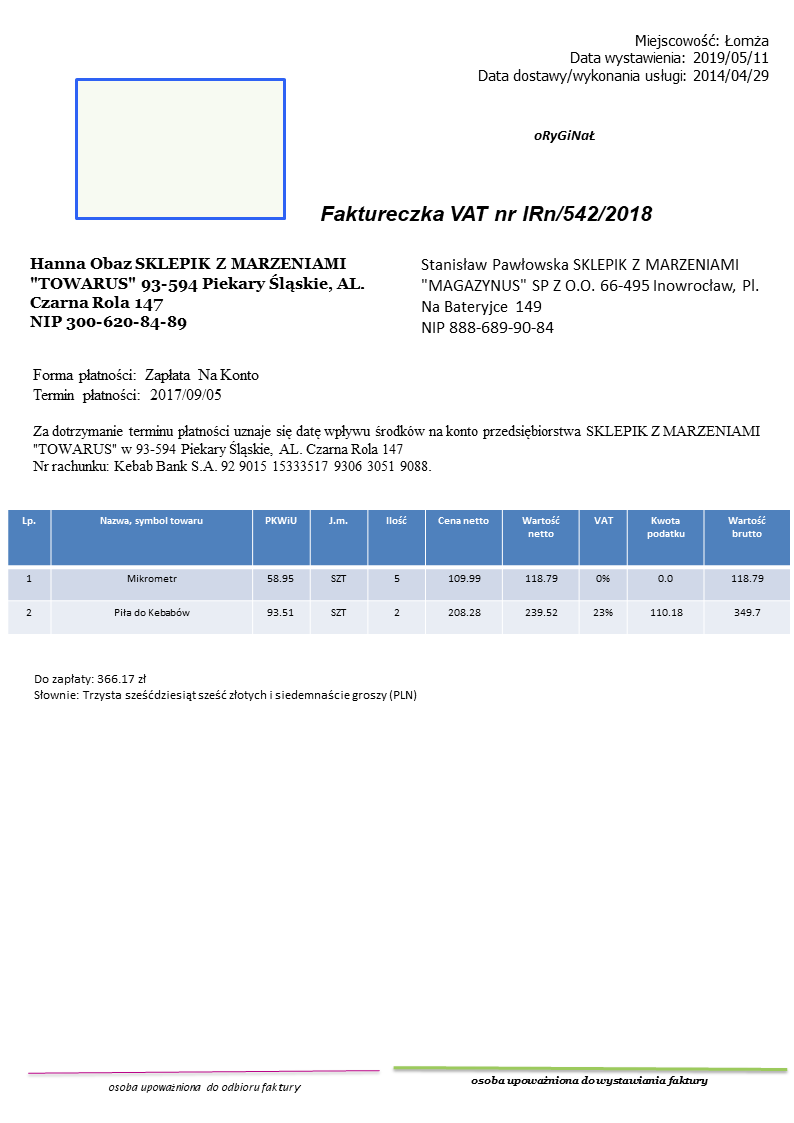 Miejscowość: Łomża
Data wystawienia: 2019/05/11
Data dostawy/wykonania usługi: 2014/04/29
oRyGiNaŁ
Faktureczka VAT nr IRn/542/2018
Hanna Obaz SKLEPIK Z MARZENIAMI
"TOWARUS" 93-594 Piekary Śląskie, AL.
Czarna Rola 147
NIP 300-620-84-89
Stanisław Pawłowska SKLEPIK Z MARZENIAMI
"MAGAZYNUS" SP Z O.O. 66-495 Inowrocław, Pl.
Na Bateryjce 149
NIP 888-689-90-84
Forma płatności: Zapłata Na Konto
Termin płatności: 2017/09/05
Za dotrzymanie terminu płatności uznaje się datę wpływu środków na konto przedsiębiorstwa SKLEPIK Z MARZENIAMI
"TOWARUS" w 93-594 Piekary Śląskie, AL. Czarna Rola 147
Nr rachunku: Kebab Bank S.A. 92 9015 15333517 9306 3051 9088.
Lp. Nazwa, symbol towaru PKWiU J.m. Ilość Cena netto Wartość netto VAT Kwota podatku Wartość brutto
1 Mikrometr 58.95 SZT 5 109.99 118.79 0% 0.0 118.79
2 Piła do Kebabów 93.51 SZT 2 208.28 239.52 23% 110.18 349.7
Do zapłaty: 366.17 zł
Słownie: Trzysta sześćdziesiąt sześć złotych i siedemnaście groszy (PLN)
osoba upoważniona do odbioru faktury
osoba upoważniona do wystawiania faktury